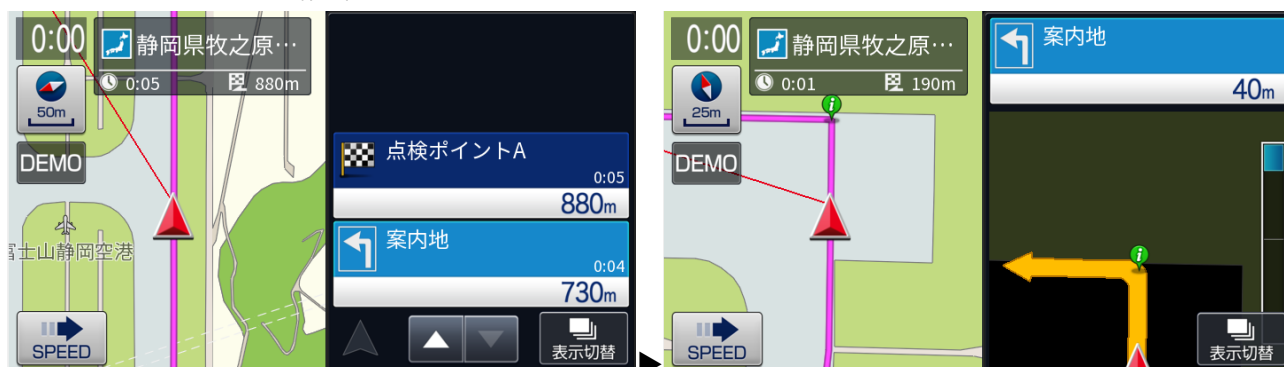 0:00
静岡県牧之原…
0:05
880m
50m
DEMO
富士山静岡空港
SPEED
点検ポイントA
0:05
880m
案内地
0:04
730m
表示切替
0:00
静岡県牧之原…
0:01
190m
25m
DEMO
SPEED
案内地
40m
表示切替